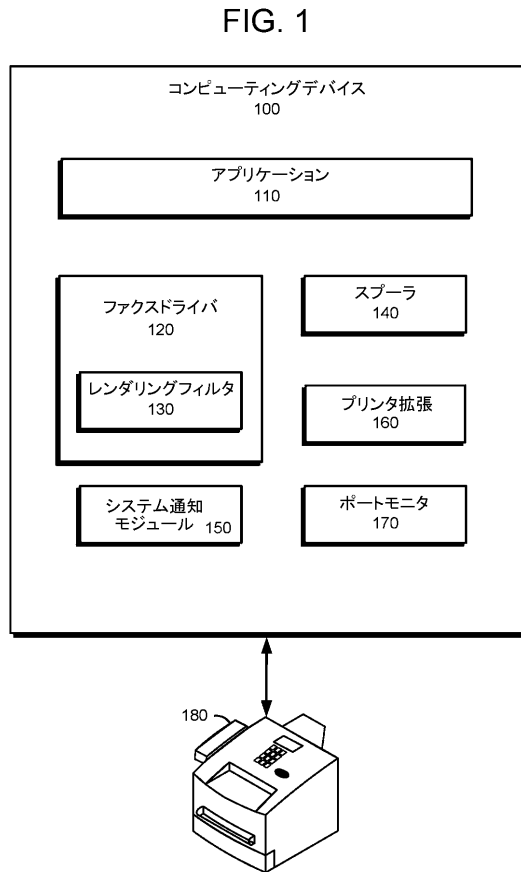 FIG. 1
コンピューティングデバイス
100
アプリケーション
110
ファクスドライバ
120
レンダリングフィルタ
130
スプーラ
140
プリンタ拡張
160
システム通知
モジュール 150
ポートモニタ
170
180